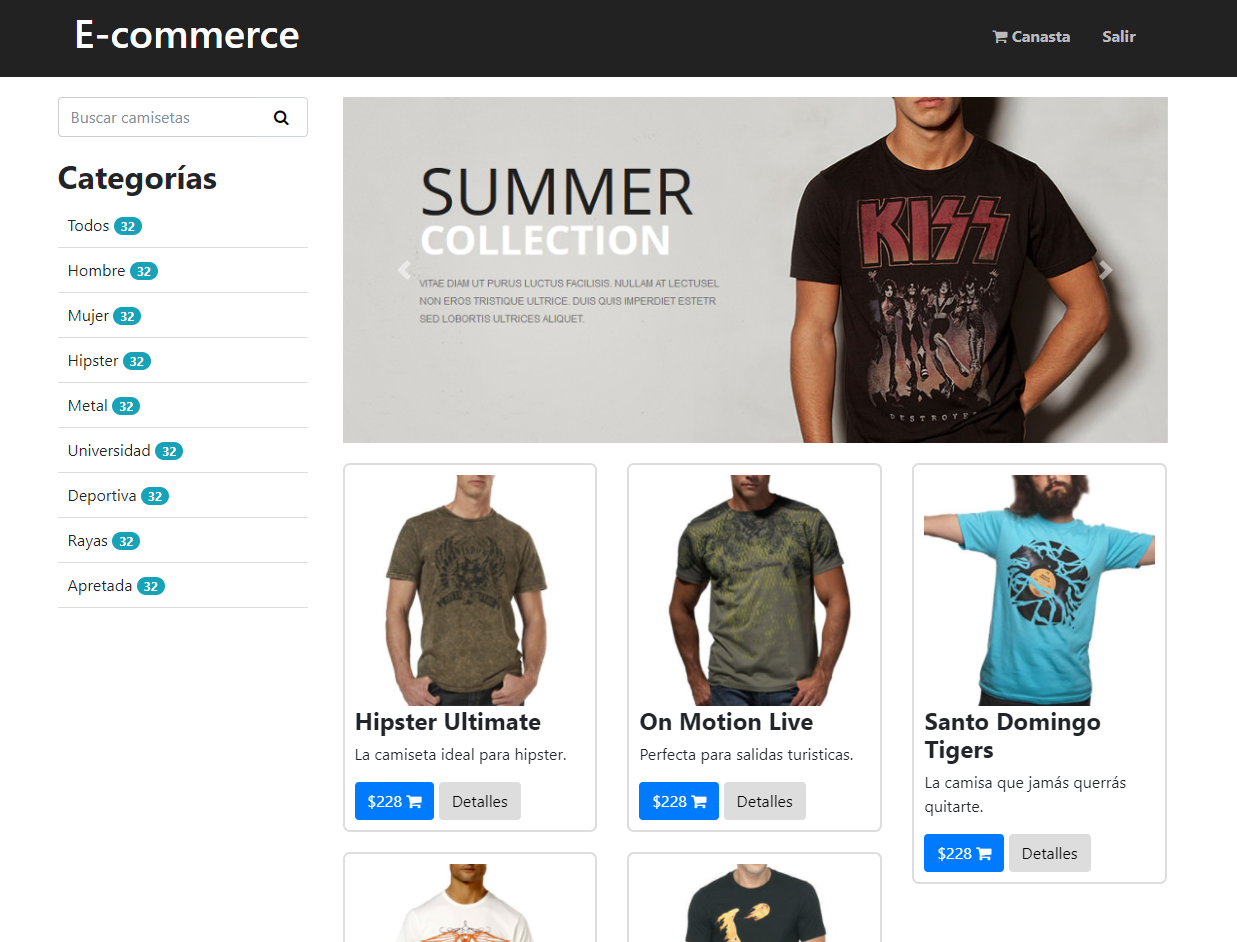 E-commerce
Canasta
Salir
Buscar camisetas
Categorías
Todos 32
Hombre 32
Mujer 32
Hipster 32
Metal 32
Universidad 32
Deportiva 32
Rayas 32
Apretada 32
SUMMER
COLLECTION
VITAE DIAM UT PURUS LUCTUS FACILISIS. NULLAM AT LECTUSEL
NON EROS TRISTIQUE ULTRICE. DUIS QUIS IMPERDIET ESTETR
SED LOBORTIS ULTRICES ALIQUET.
KISS
DESTROYE
Hipster Ultimate
La camiseta ideal para hipster.
$228
Detalles
On Motion Live
Perfecta para salidas turisticas.
$228
Detalles
Santo Domingo
Tigers
La camisa que jamás querrás
quitarte.
$228
Detalles